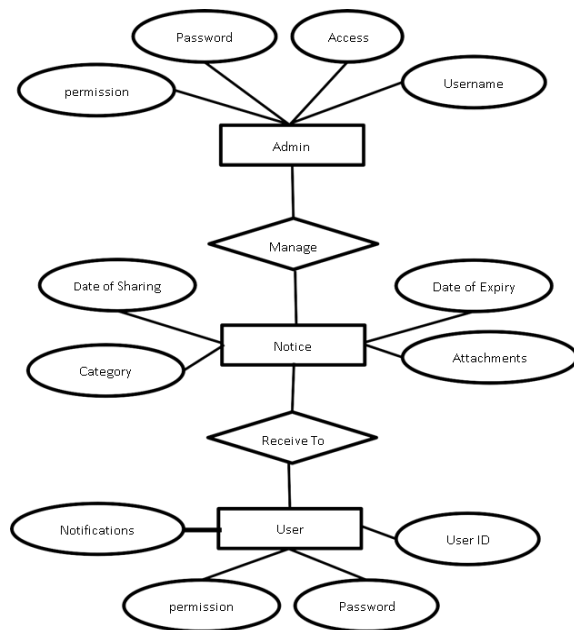 Password
Access
permission
Username
Admin
Manage
Date of Sharing
Date of Expiry
Notice
Category
Attachments
Receive To
Notifications
User
User ID
permission
Password